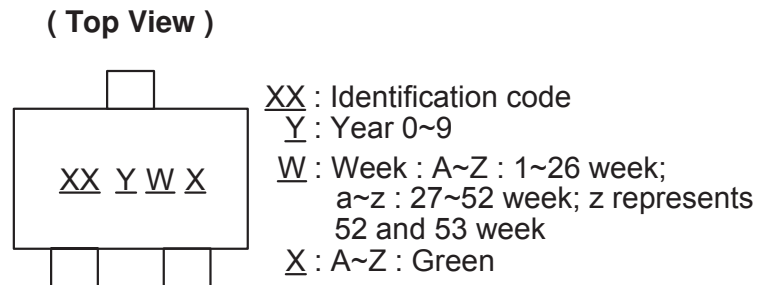 ( Top View )
XX Y W X
XX : Identification code
Y : Year 0~9
W : Week : A~Z : 1~26 week;
a~z : 27~52 week; z represents
52 and 53 week
X : A~Z : Green